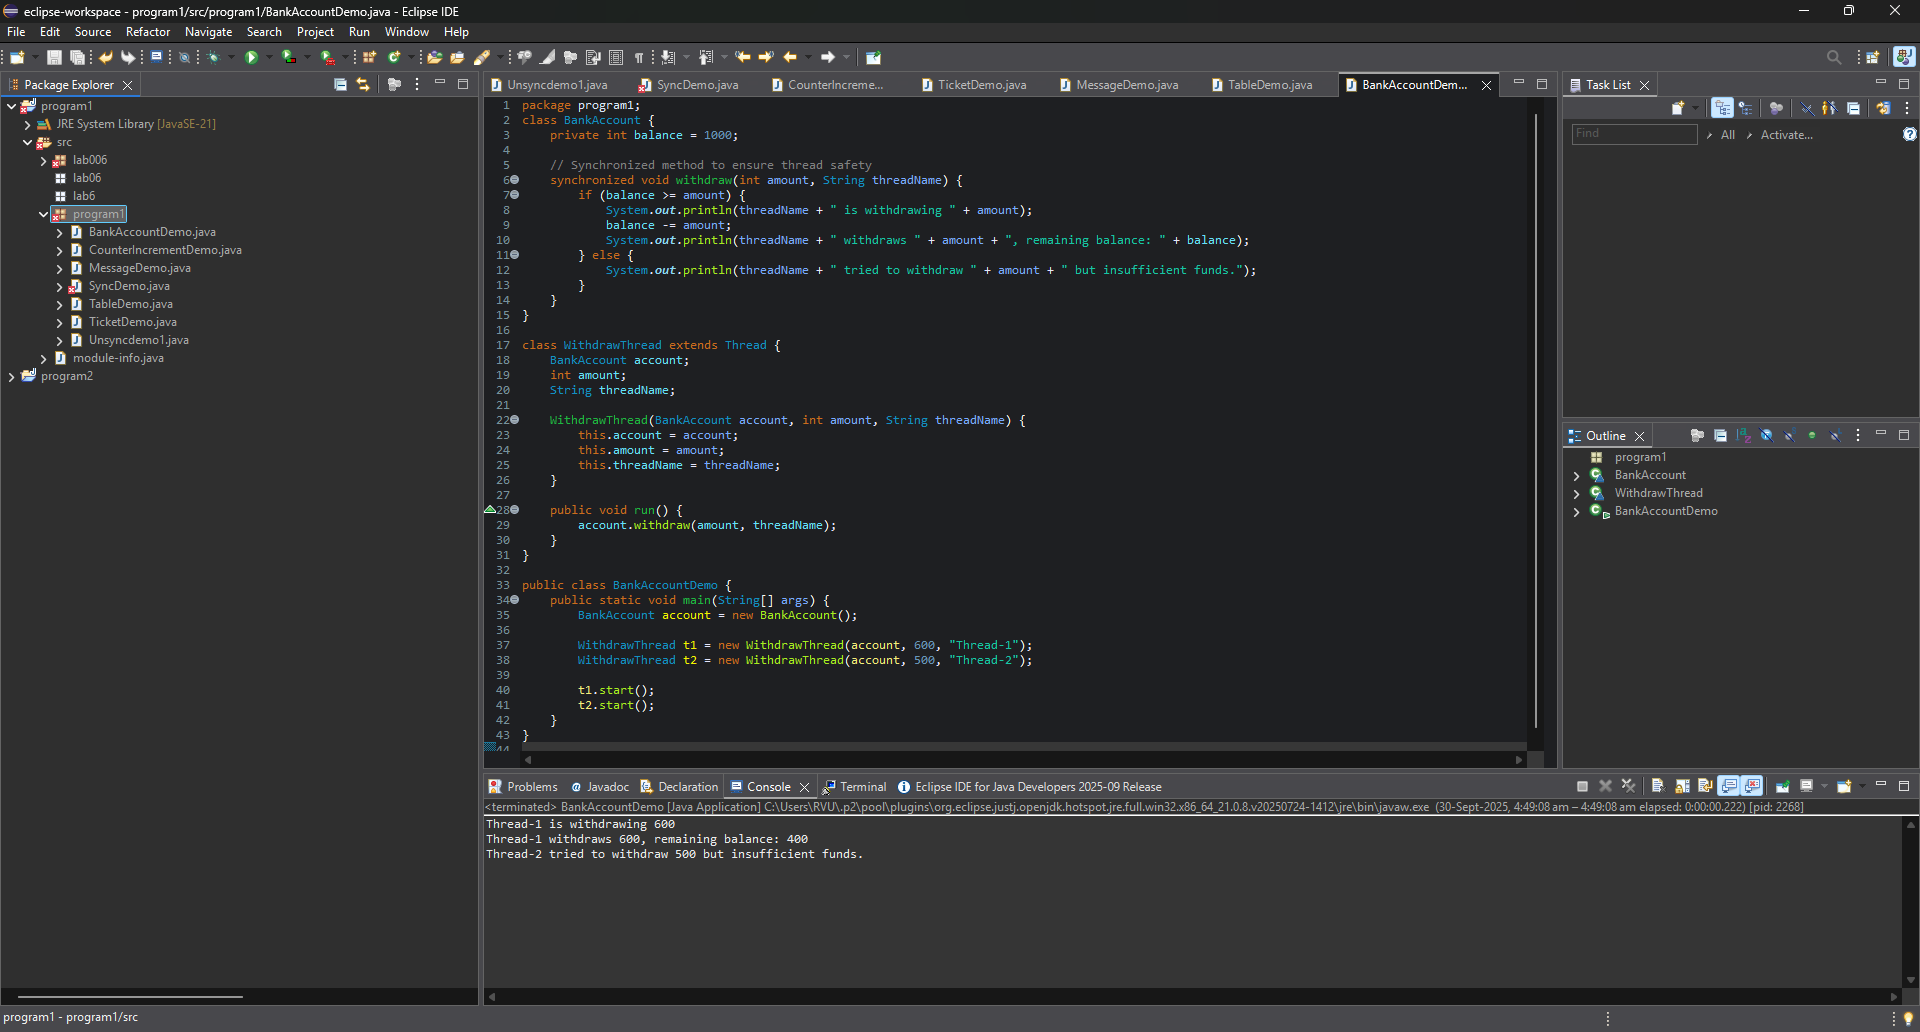 eclipse-workspace - program1/src/program1/BankAccountDemo.java - Eclipse IDE
File Edit Source Refactor Navigate Search Project Run Window Help
Package Explorer
program1
JRE System Library [JavaSE-21]
src
lab006
lab06
lab6
program1
BankAccountDemo.java
CounterIncrementDemo.java
MessageDemo.java
SyncDemo.java
TableDemo.java
TicketDemo.java
Unsyncdemo1.java
module-info.java
program2
Unsyncdemo1.java SyncDemo.java CounterIncreme... TicketDemo.java MessageDemo.java TableDemo.java BankAccountDem...
1 package program1;
2 class BankAccount {
3     private int balance = 1000;
4
5     // Synchronized method to ensure thread safety
6     synchronized void withdraw(int amount, String threadName) {
7         if (balance >= amount) {
8             System.out.println(threadName + " is withdrawing " + amount);
9             balance -= amount;
10             System.out.println(threadName + " withdraws " + amount + ", remaining balance: " + balance);
11         } else {
12             System.out.println(threadName + " tried to withdraw " + amount + " but insufficient funds.");
13         }
14     }
15 }
16
17 class WithdrawThread extends Thread {
18     BankAccount account;
19     int amount;
20     String threadName;
21
22     WithdrawThread(BankAccount account, int amount, String threadName) {
23         this.account = account;
24         this.amount = amount;
25         this.threadName = threadName;
26     }
27
28     public void run() {
29         account.withdraw(amount, threadName);
30     }
31 }
32
33 public class BankAccountDemo {
34     public static void main(String[] args) {
35         BankAccount account = new BankAccount();
36
37         WithdrawThread t1 = new WithdrawThread(account, 600, "Thread-1");
38         WithdrawThread t2 = new WithdrawThread(account, 500, "Thread-2");
39
40         t1.start();
41         t2.start();
42     }
43 }
44
Task List
Find All Activate...
Outline
program1
BankAccount
WithdrawThread
BankAccountDemo
Problems Javadoc Declaration Console Terminal Eclipse IDE for Java Developers 2025-09 Release
<terminated> BankAccountDemo [Java Application] C:\Users\RVU\.p2\pool\plugins\org.eclipse.justj.openjdk.hotspot.jre.full.win32.x86_64_21.0.8.v20250724-1412\jre\bin\javaw.exe (30-Sept-2025, 4:49:08 am – 4:49:08 am elapsed: 0:00:00.222) [pid: 2268]
Thread-1 is withdrawing 600
Thread-1 withdraws 600, remaining balance: 400
Thread-2 tried to withdraw 500 but insufficient funds.
program1 - program1/src